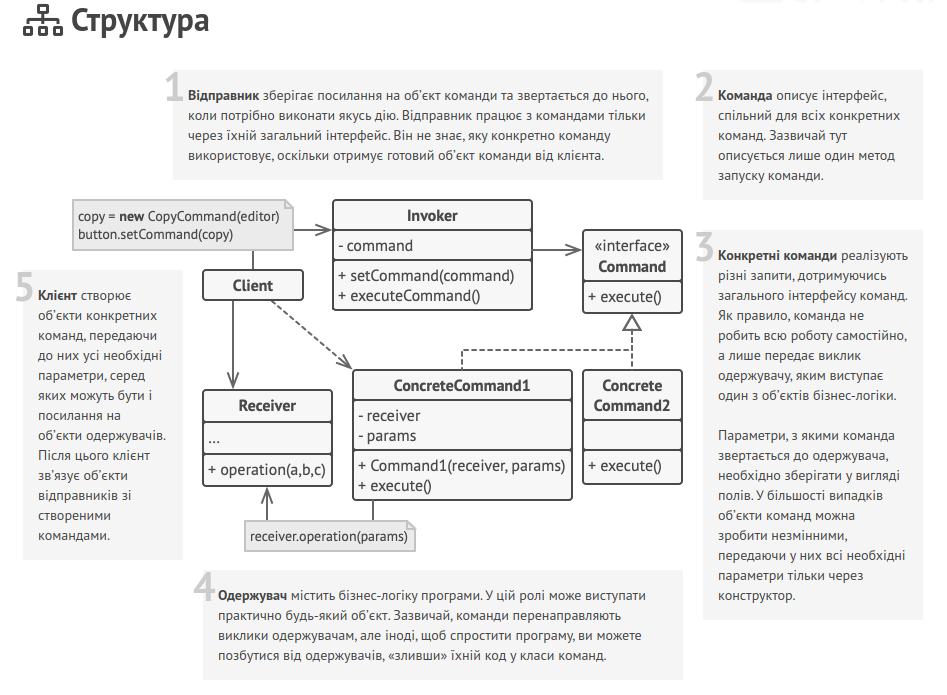 Структура
1
Відправник зберігає посилання на об'єкт команди та звертається до нього,
коли потрібно виконати якусь дію. Відправник працює з командами тільки
через їхній загальний інтерфейс. Він не знає, яку конкретно команду
використовує, оскільки отримує готовий об'єкт команди від клієнта.
2
Команда описує інтерфейс,
спільний для всіх конкретних
команд. Зазвичай тут
описується лише один метод
запуску команди.
copy = new CopyCommand(editor)
button.setCommand(copy)
Invoker
- command
+ setCommand(command)
+ executeCommand()
«interface»
Command
+ execute()
3
Конкретні команди реалізують
різні запити, дотримуючись
загального інтерфейсу команд.
Як правило, команда не
робить всю роботу самостійно,
а лише передає виклик
одержувачу, яким виступає
один з об'єктів бізнес-логіки.
Параметри, з якими команда
звертається до одержувача,
необхідно зберігати у вигляді
полів. У більшості випадків
об'єкти команд можна
зробити незмінними,
передаючи у них всі необхідні
параметри тільки через
конструктор.
5
Клієнт створює
об'єкти конкретних
команд, передаючи
до них усі необхідні
параметри, серед
яких можуть бути і
посилання на
об'єкти одержувачів.
Після цього клієнт
зв'язує об'єкти
відправників зі
створеними
командами.
Client
Receiver
...
+ operation(a,b,c)
ConcreteCommand1
- receiver
- params
+ Command1(receiver, params)
+ execute()
Concrete
Command2
+ execute()
receiver.operation(params)
4
Одержувач містить бізнес-логіку програми. У цій ролі може виступати
практично будь-який об'єкт. Зазвичай, команди перенаправляють
виклики одержувачам, але іноді, щоб спростити програму, ви можете
позбутися від одержувачів, «зливши» їхній код у класи команд.